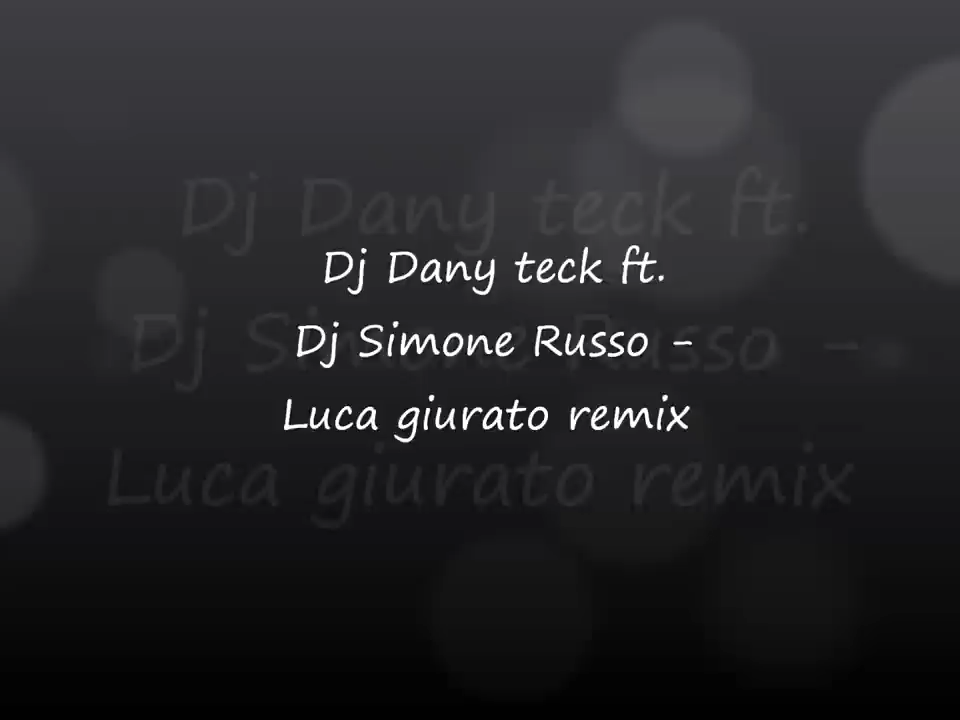 Dj Dany teck ft.
Dj Simone Russo -
Luca giurato remix